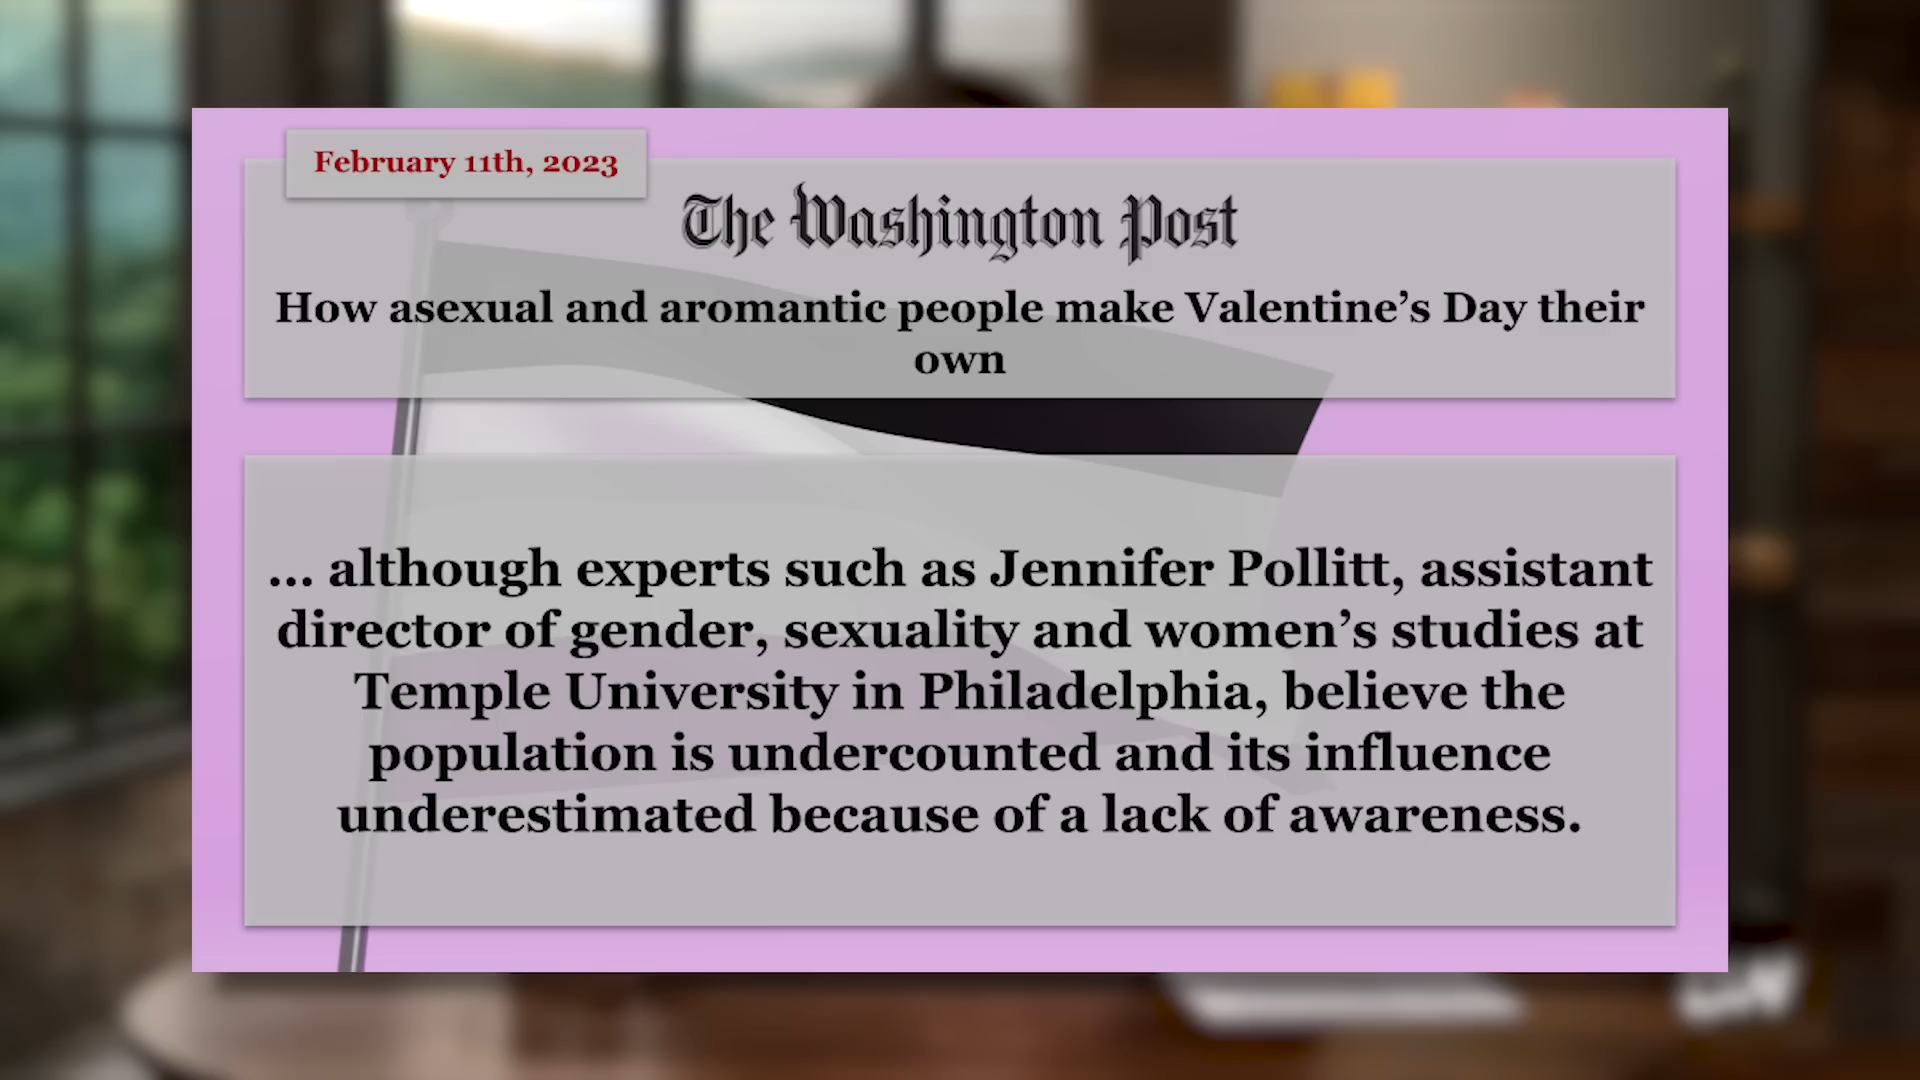 February 11th, 2023
The Washington Post
How asexual and aromantic people make Valentine’s Day their
own
... although experts such as Jennifer Pollitt, assistant
director of gender, sexuality and women’s studies at
Temple University in Philadelphia, believe the
population is undercounted and its influence
underestimated because of a lack of awareness.